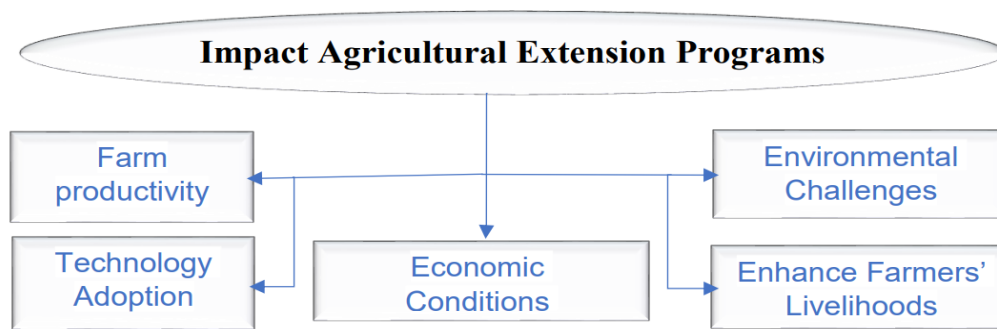 Impact Agricultural Extension Programs
Farm
productivity
Environmental
Challenges
Technology
Adoption
Economic
Conditions
Enhance Farmers’
Livelihoods